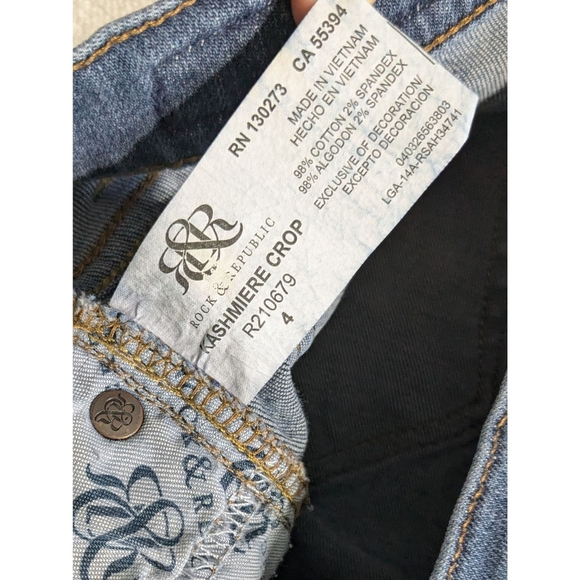 RN 130273 CA 55394
MADE IN VIETNAM
HECHO EN VIETNAM
98% COTTON 2% SPANDEX
98% ALGODON 2% SPANDEX
EXCLUSIVE OF DECORATION/
EXCEPTO DECORACION
040326563803
LGA-14A-RSAH34741
R&R
ROCK & REPUBLIC
KASHMIERE CROP
R210679
4